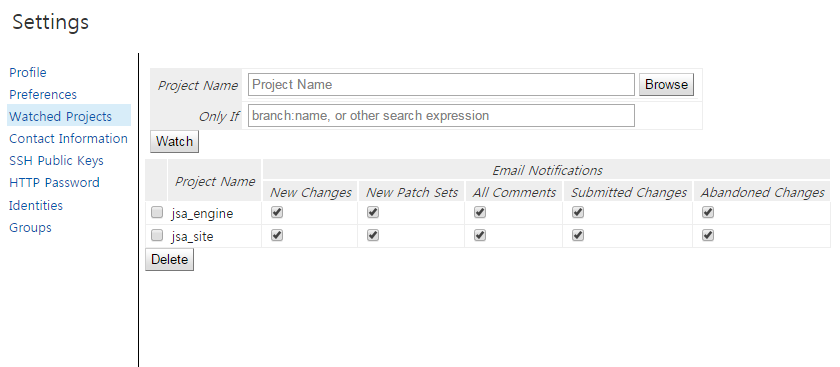 Settings
Profile
Preferences
Watched Projects
Contact Information
SSH Public Keys
HTTP Password
Identities
Groups
Project Name Project Name Browse
Only If branch:name, or other search expression
Watch
Project Name Email Notifications
New Changes New Patch Sets All Comments Submitted Changes Abandoned Changes
jsa_engine
jsa_site
Delete